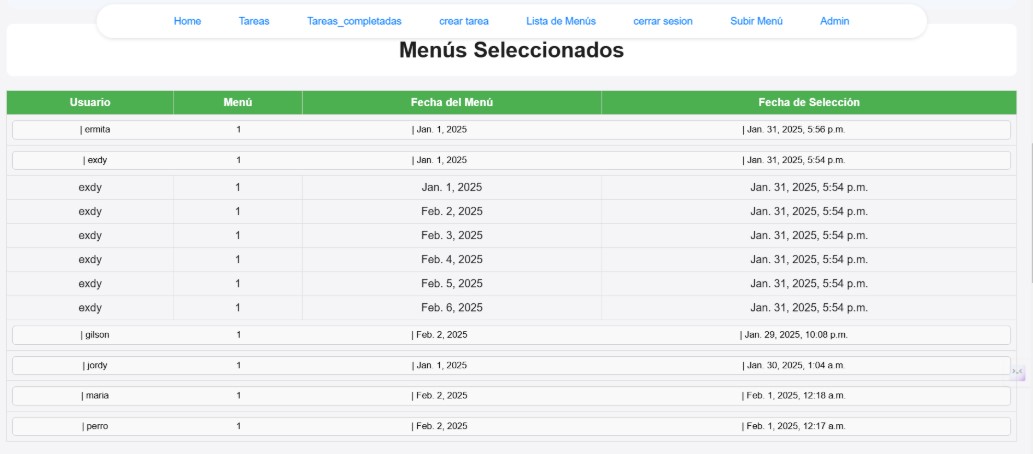 Home Tareas Tareas_completadas crear tarea Lista de Menús cerrar sesion Subir Menú Admin
Menús Seleccionados
Usuario Menú Fecha del Menú Fecha de Selección
| ermita 1 | Jan. 1, 2025 | Jan. 31, 2025, 5:56 p.m.
| exdy 1 | Jan. 1, 2025 | Jan. 31, 2025, 5:54 p.m.
exdy 1 Jan. 1, 2025 Jan. 31, 2025, 5:54 p.m.
exdy 1 Feb. 2, 2025 Jan. 31, 2025, 5:54 p.m.
exdy 1 Feb. 3, 2025 Jan. 31, 2025, 5:54 p.m.
exdy 1 Feb. 4, 2025 Jan. 31, 2025, 5:54 p.m.
exdy 1 Feb. 5, 2025 Jan. 31, 2025, 5:54 p.m.
exdy 1 Feb. 6, 2025 Jan. 31, 2025, 5:54 p.m.
| gilson 1 | Feb. 2, 2025 | Jan. 29, 2025, 10:08 p.m.
| jordy 1 | Jan. 1, 2025 | Jan. 30, 2025, 1:04 a.m.
| maria 1 | Feb. 2, 2025 | Feb. 1, 2025, 12:18 a.m.
| perro 1 | Feb. 2, 2025 | Feb. 1, 2025, 12:17 a.m.